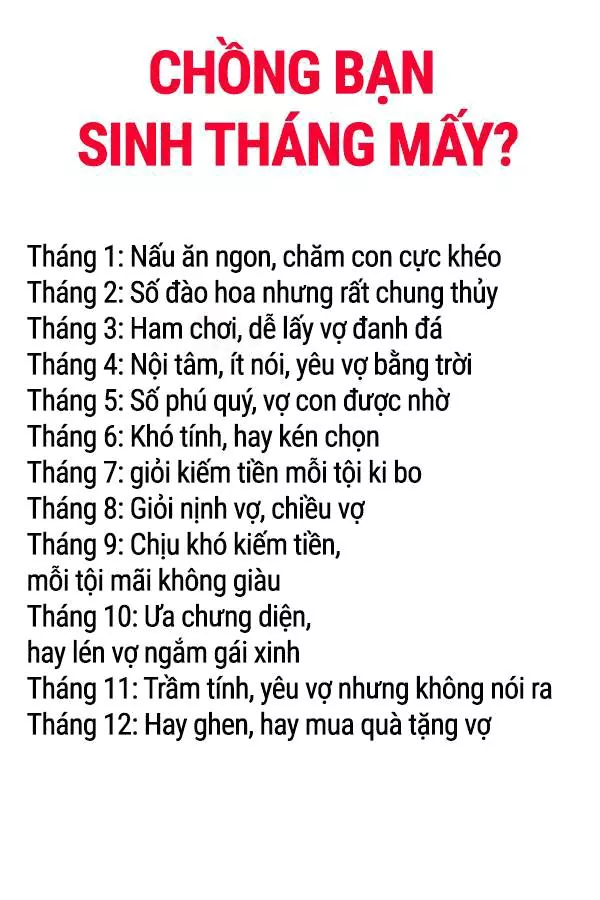 CHỒNG BẠN
SINH THÁNG MẤY?
Tháng 1: Nấu ăn ngon, chăm con cực khéo
Tháng 2: Số đào hoa nhưng rất chung thủy
Tháng 3: Ham chơi, dễ lấy vợ đanh đá
Tháng 4: Nội tâm, ít nói, yêu vợ bằng trời
Tháng 5: Số phú quý, vợ con được nhờ
Tháng 6: Khó tính, hay kén chọn
Tháng 7: giỏi kiếm tiền mỗi tội ki bo
Tháng 8: Giỏi nịnh vợ, chiều vợ
Tháng 9: Chịu khó kiếm tiền,
mỗi tội mãi không giàu
Tháng 10: Ưa chưng diện,
hay lén vợ ngắm gái xinh
Tháng 11: Trầm tính, yêu vợ nhưng không nói ra
Tháng 12: Hay ghen, hay mua quà tặng vợ